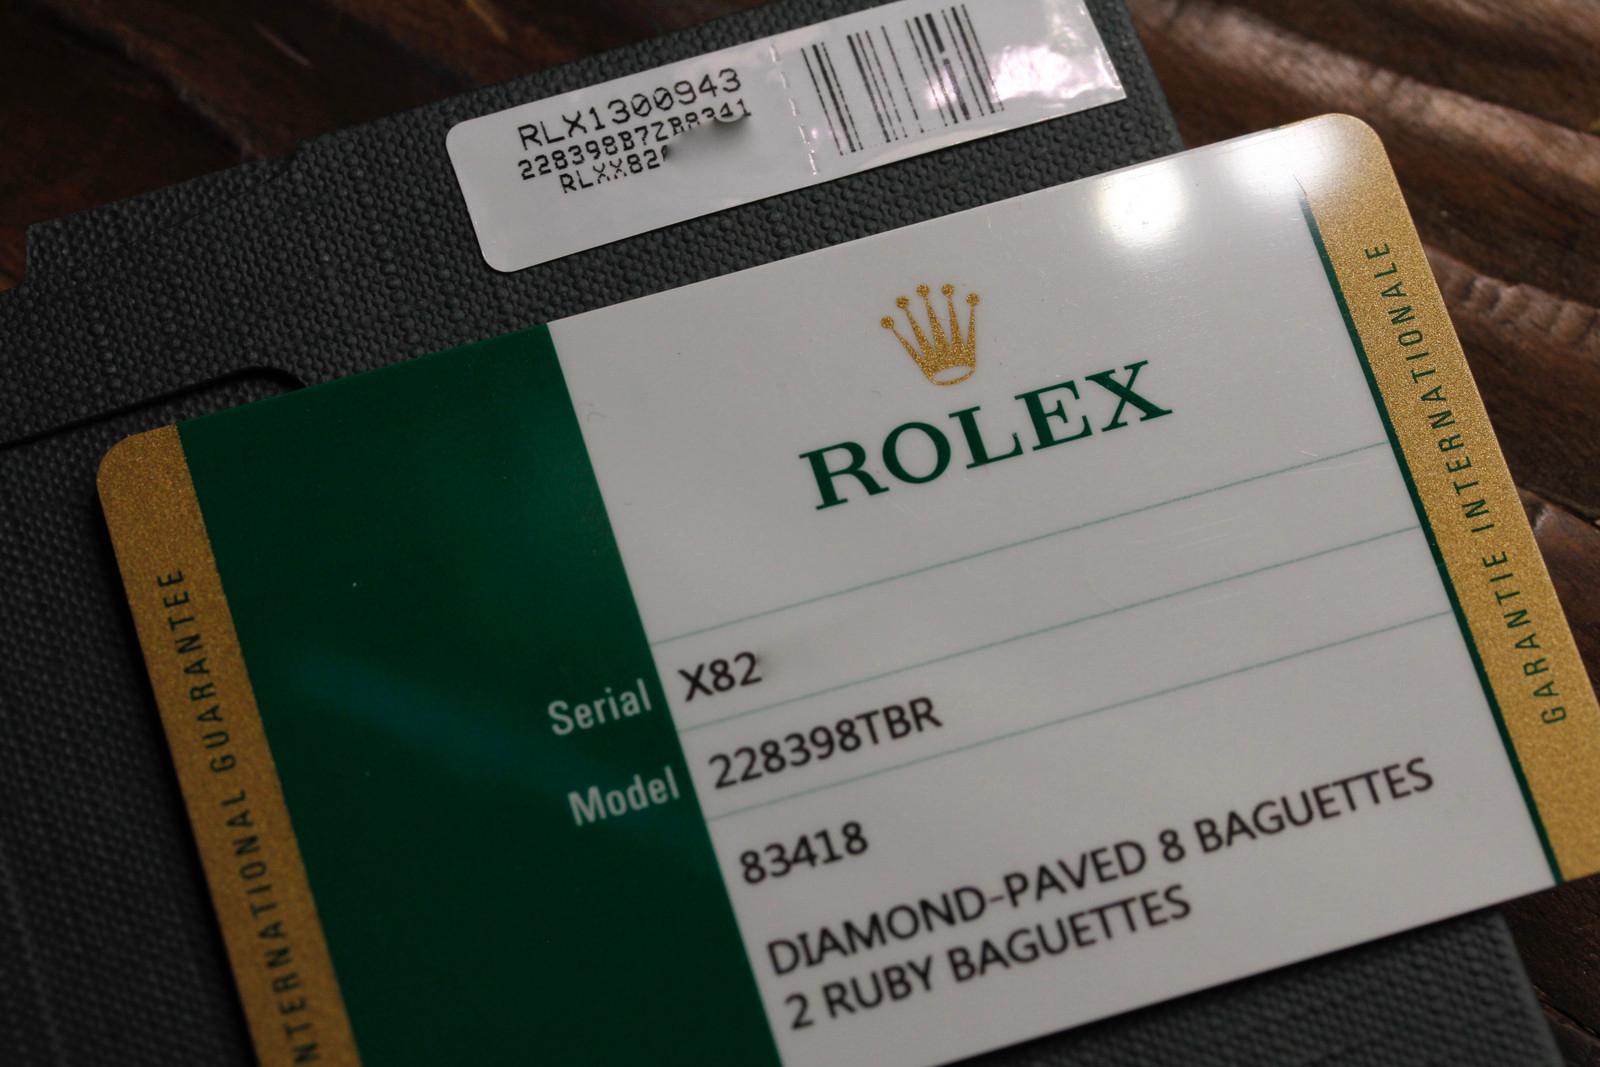 RLX1300943
228398B72B8341
RLXX82
ROLEX
Serial X82
Model 228398TBR
83418
DIAMOND-PAVED 8 BAGUETTES
2 RUBY BAGUETTES
INTERNATIONAL GUARANTEE
GARANTIE INTERNATIONALE